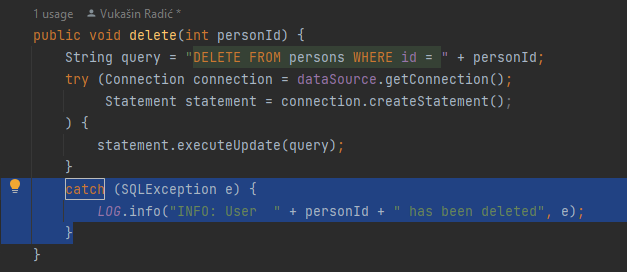 1 usage Vukašin Radić *
public void delete(int personId) {
String query = "DELETE FROM persons WHERE id = " + personId;
try (Connection connection = dataSource.getConnection();
Statement statement = connection.createStatement();
) {
statement.executeUpdate(query);
}
catch (SQLException e) {
LOG.info("INFO: User  " + personId + " has been deleted", e);
}
}